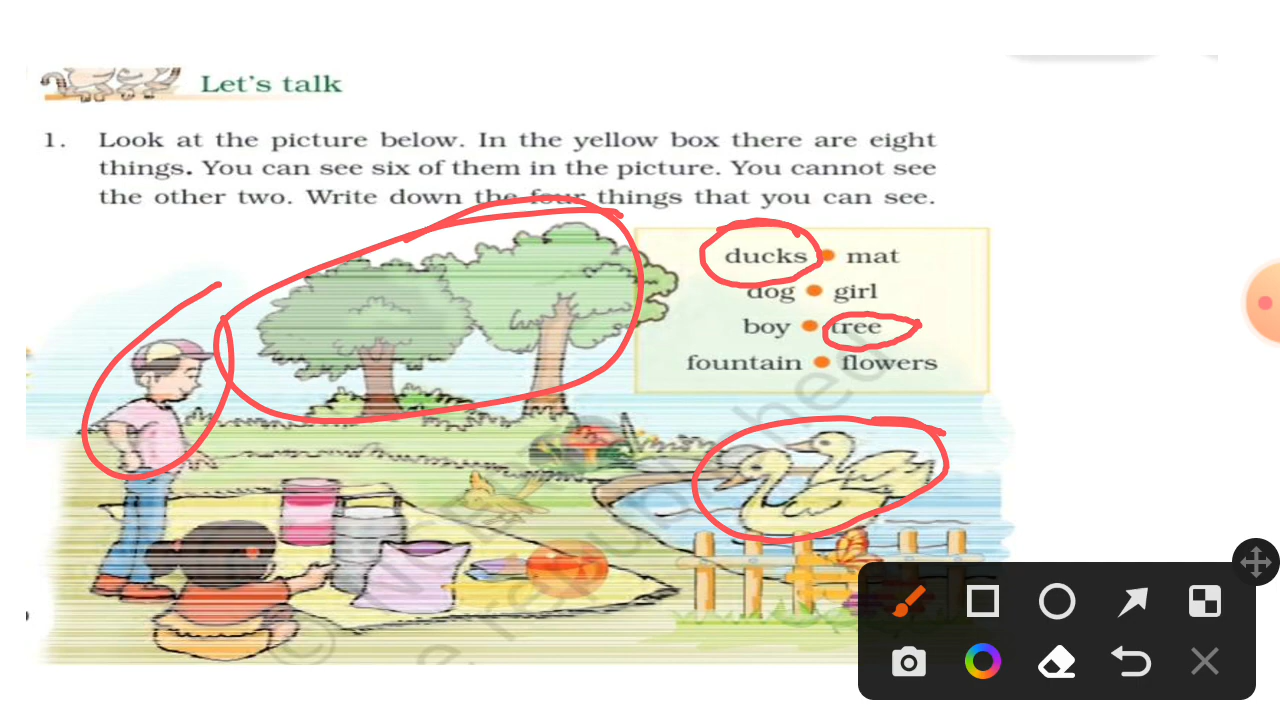 Let's talk
1. Look at the picture below. In the yellow box there are eight
things. You can see six of them in the picture. You cannot see
the other two. Write down the four things that you can see.
ducks • mat
dog • girl
boy • tree
fountain • flowers